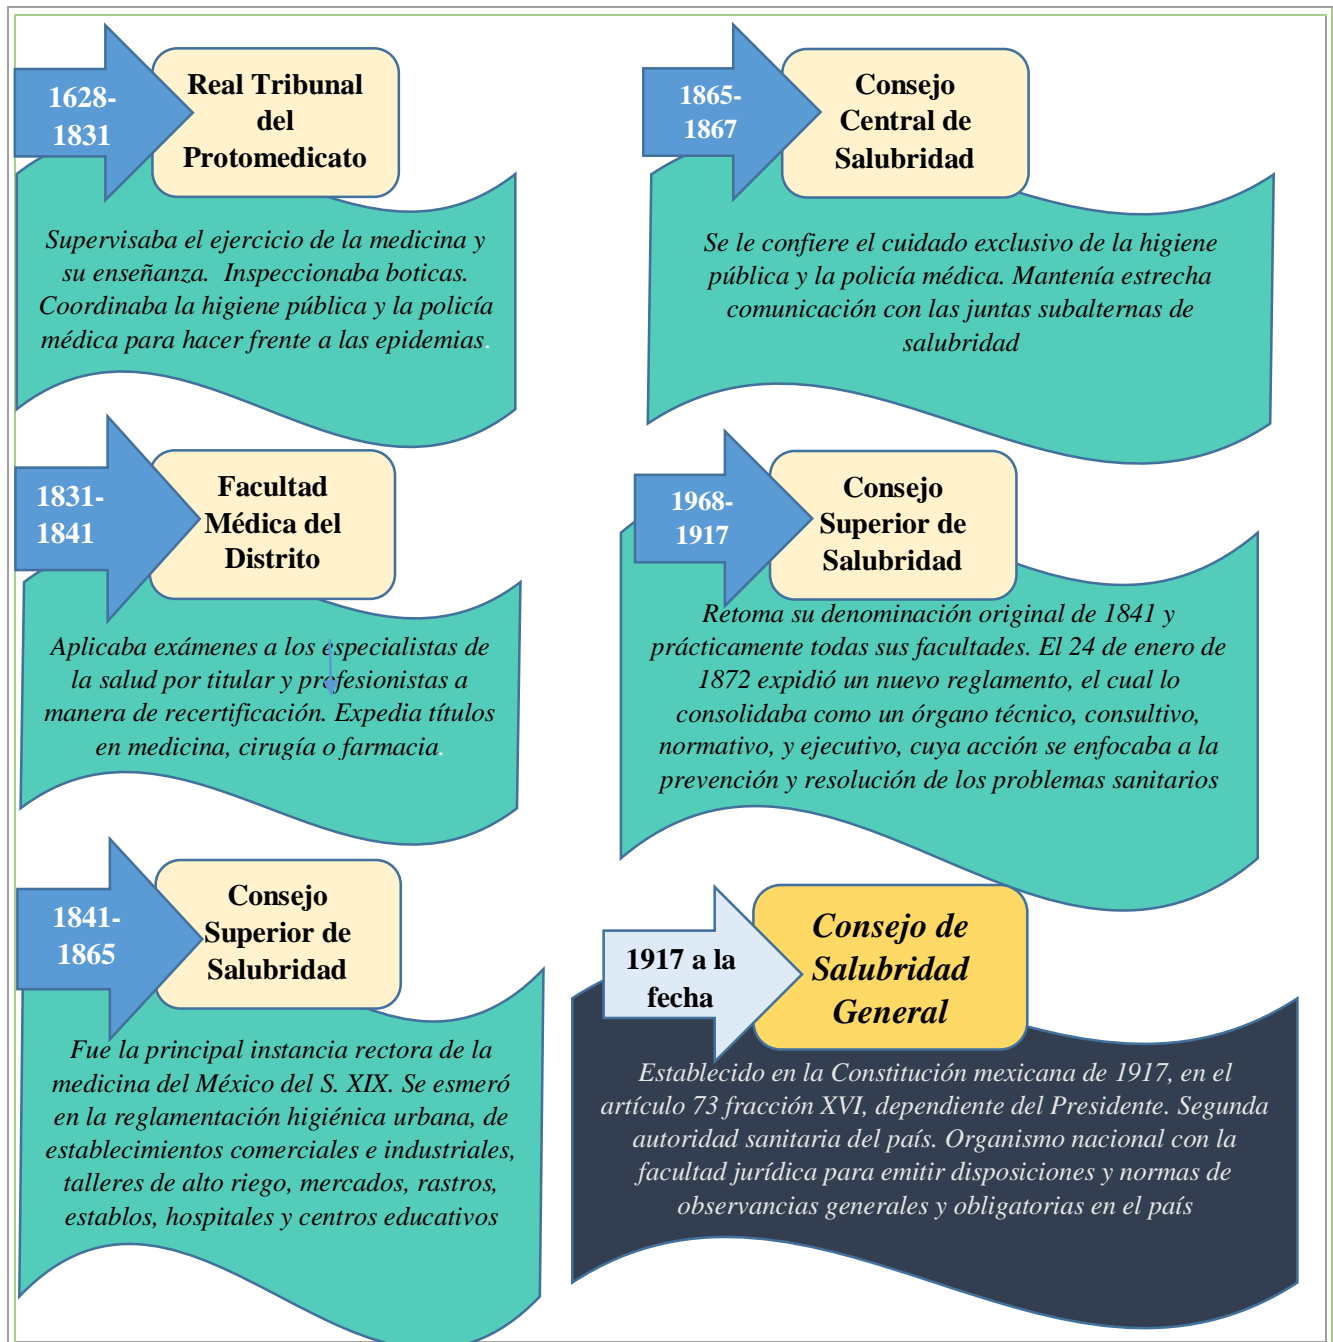 1628-
1831
Real Tribunal
del
Protomedicato
Supervisaba el ejercicio de la medicina y
su enseñanza.  Inspeccionaba boticas.
Coordinaba la higiene pública y la policía
médica para hacer frente a las epidemias.
1831-
1841
Facultad
Médica del
Distrito
Aplicaba exámenes a los especialistas de
la salud por titular y profesionistas a
manera de recertificación. Expedia títulos
en medicina, cirugía o farmacia.
1841-
1865
Consejo
Superior de
Salubridad
Fue la principal instancia rectora de la
medicina del México del S. XIX. Se esmeró
en la reglamentación higiénica urbana, de
establecimientos comerciales e industriales,
talleres de alto riego, mercados, rastros,
establos, hospitales y centros educativos
1865-
1867
Consejo
Central de
Salubridad
Se le confiere el cuidado exclusivo de la higiene
pública y la policía médica. Mantenía estrecha
comunicación con las juntas subalternas de
salubridad
1968-
1917
Consejo
Superior de
Salubridad
Retoma su denominación original de 1841 y
prácticamente todas sus facultades. El 24 de enero de
1872 expidió un nuevo reglamento, el cual lo
consolidaba como un órgano técnico, consultivo,
normativo, y ejecutivo, cuya acción se enfocaba a la
prevención y resolución de los problemas sanitarios
1917 a la
fecha
Consejo de
Salubridad
General
Establecido en la Constitución mexicana de 1917, en el
artículo 73 fracción XVI, dependiente del Presidente. Segunda
autoridad sanitaria del país. Organismo nacional con la
facultad jurídica para emitir disposiciones y normas de
observancias generales y obligatorias en el país